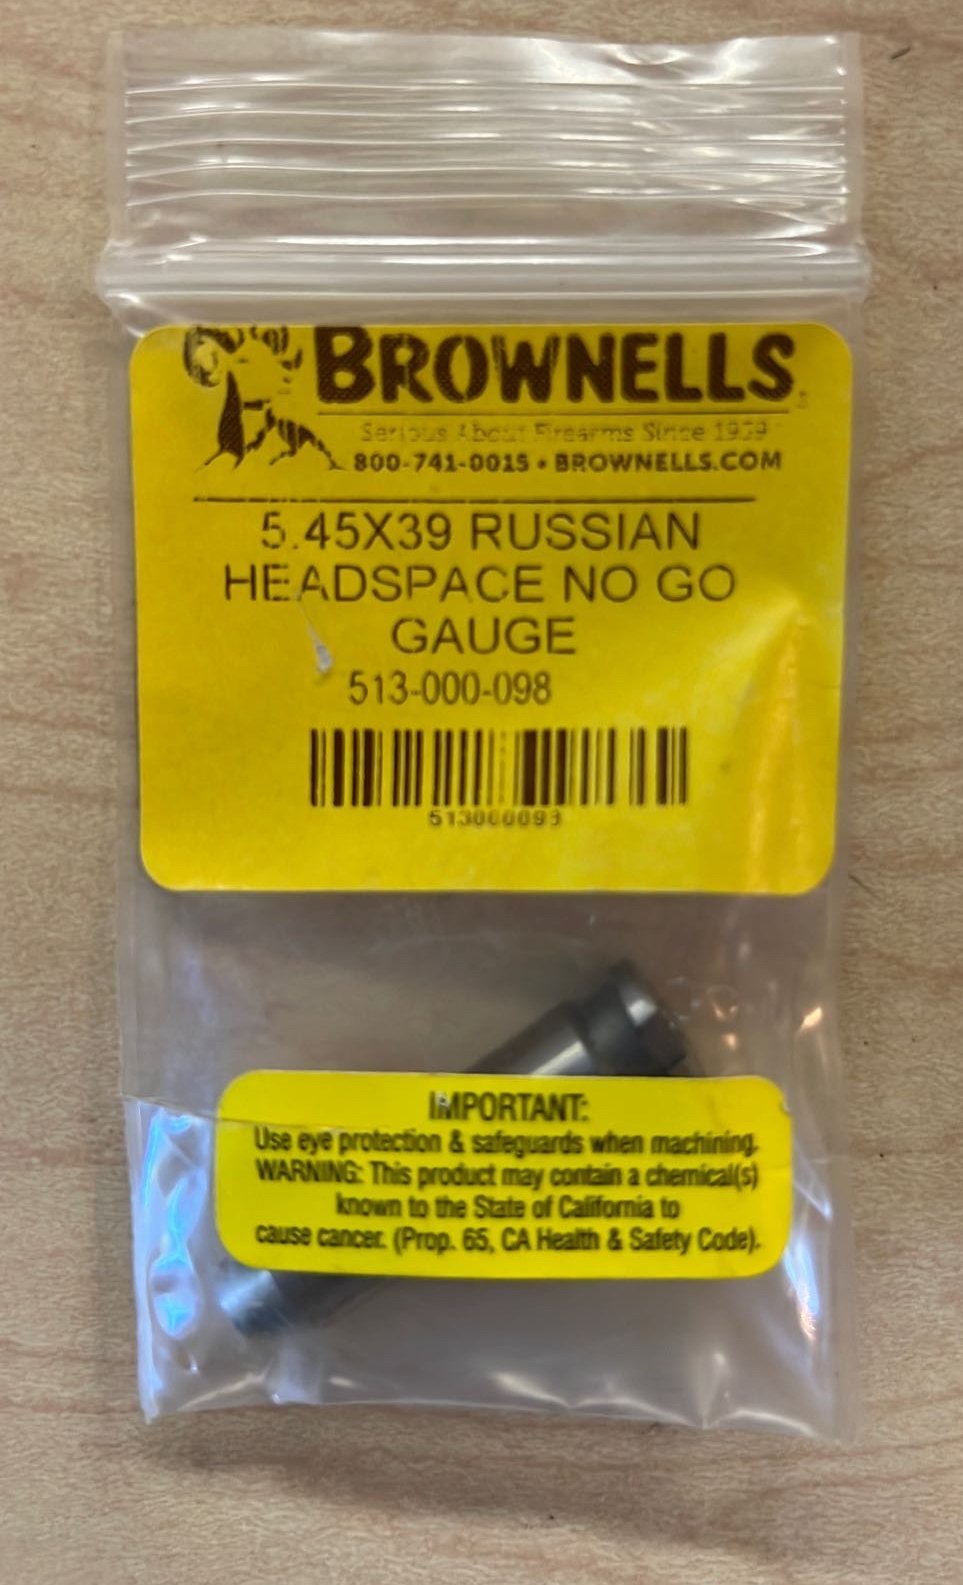 BROWNELLS
Serious About Firearms Since 1939
800-741-0015 • BROWNELLS.COM
5.45X39 RUSSIAN
HEADSPACE NO GO
GAUGE
513-000-098
513000098
IMPORTANT:
Use eye protection & safeguards when machining.
WARNING: This product may contain a chemical(s)
known to the State of California to
cause cancer. (Prop. 65, CA Health & Safety Code).